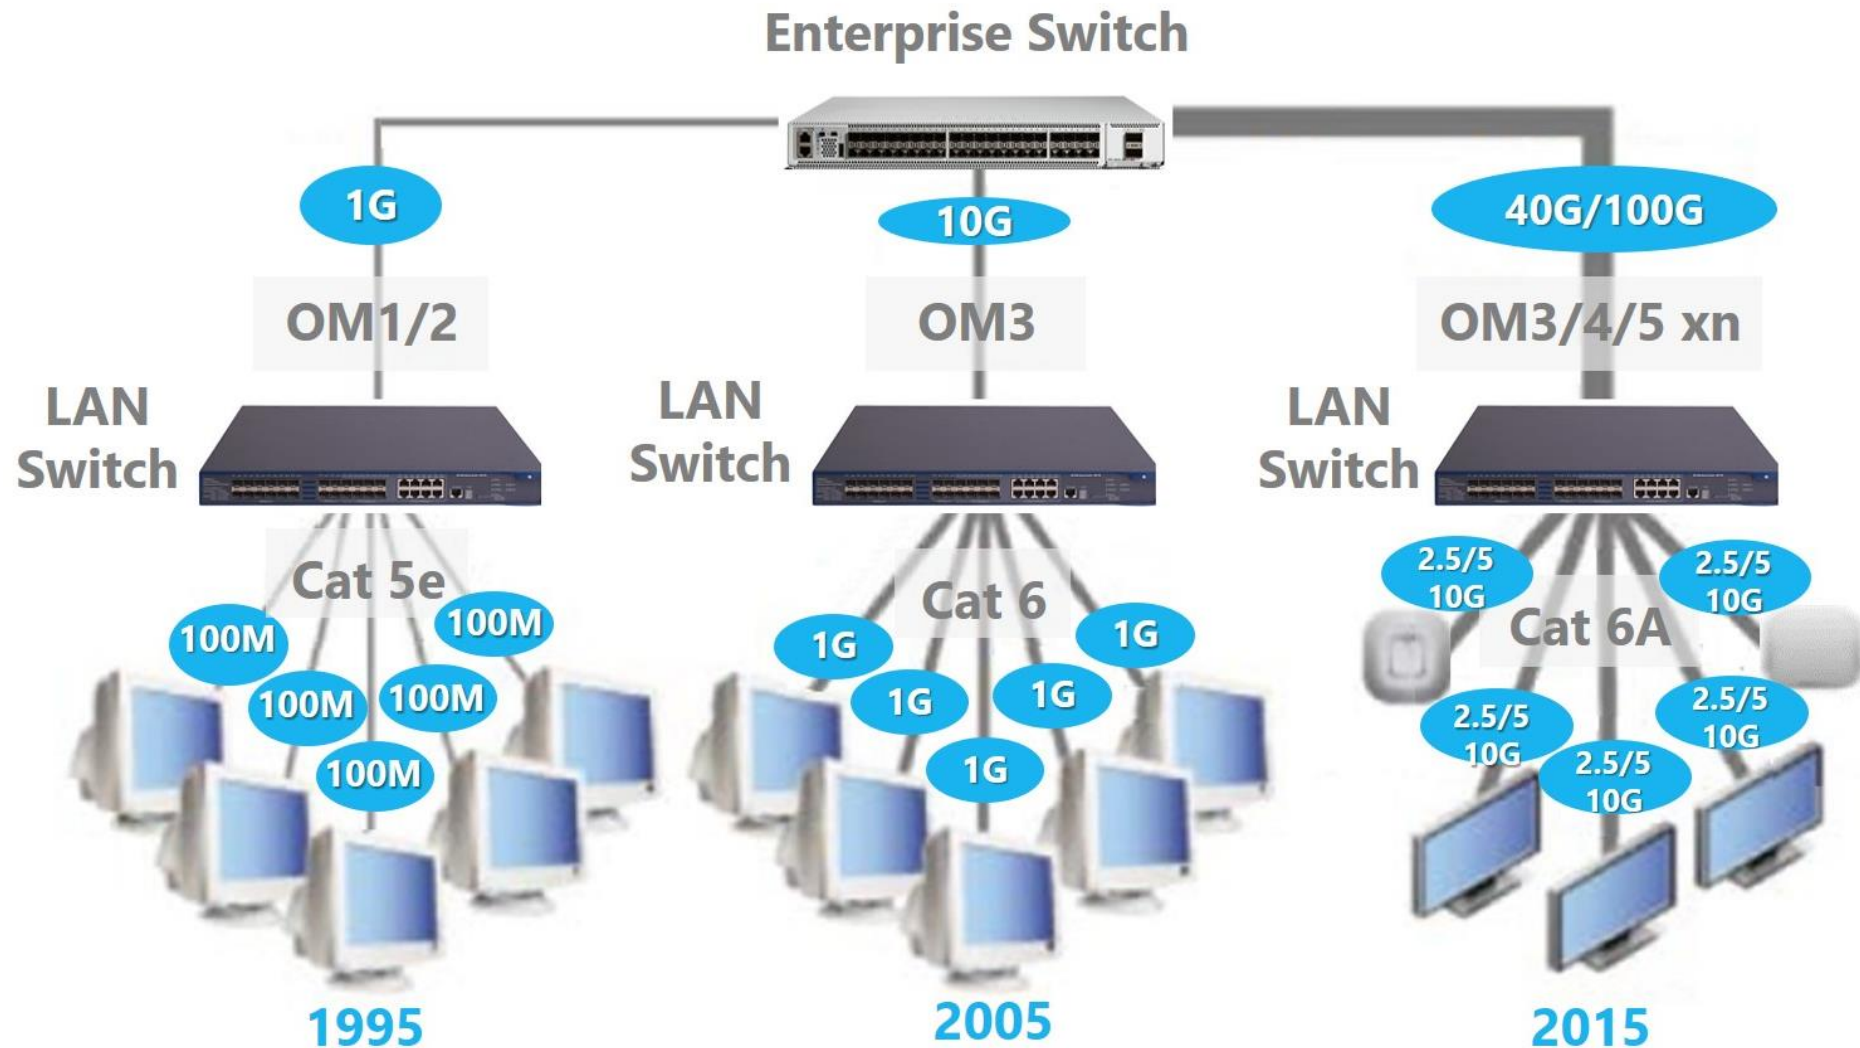 Enterprise Switch
1G
10G
40G/100G
OM1/2
OM3
OM3/4/5 xn
LAN
Switch
LAN
Switch
LAN
Switch
Cat 5e
100M
100M
100M
100M
100M
Cat 6
1G
1G
1G
1G
1G
2.5/5
10G
2.5/5
10G
Cat 6A
2.5/5
10G
2.5/5
10G
2.5/5
10G
1995
2005
2015